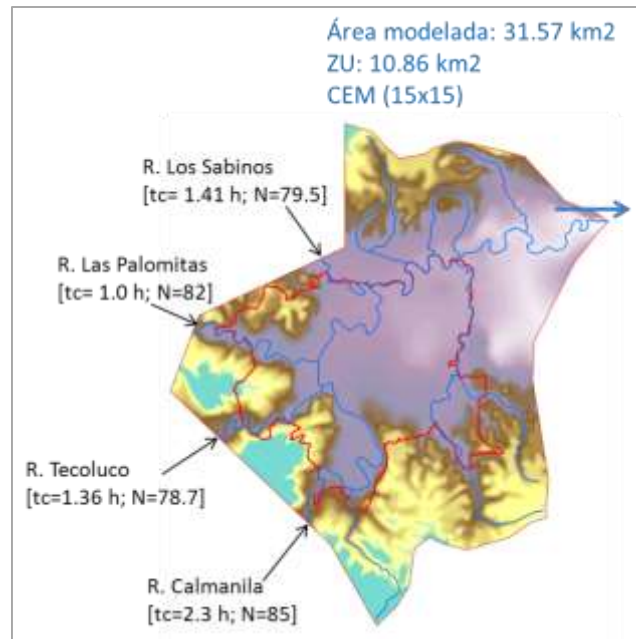 Área modelada: 31.57 km2
ZU: 10.86 km2
CEM (15x15)
R. Los Sabinos
[tc= 1.41 h; N=79.5]
R. Las Palomitas
[tc= 1.0 h; N=82]
R. Tecoluco
[tc=1.36 h; N=78.7]
R. Calmanila
[tc=2.3 h; N=85]